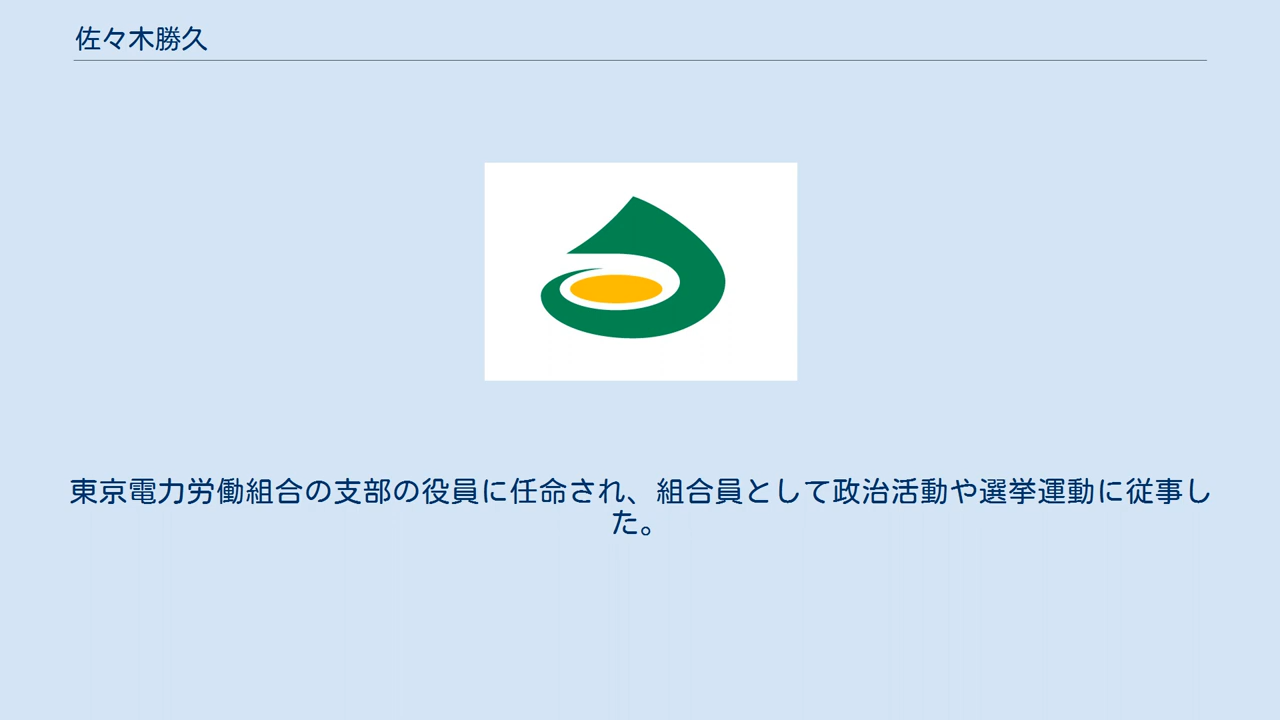 佐々木勝久
東京電力労働組合の支部の役員に任命され、組合員として政治活動や選挙運動に従事し
た。